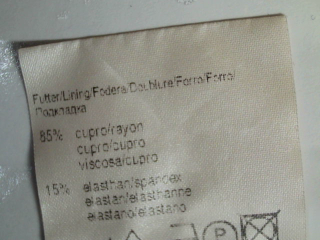 Futter/Lining/Fodera/Doublure/Forro/Forro/
Подкладка
85% cupro/rayon
cupro/cupro
viscosa/cupro
15% elasthan/spandex
elastan/elasthanne
elastano/elastano
P